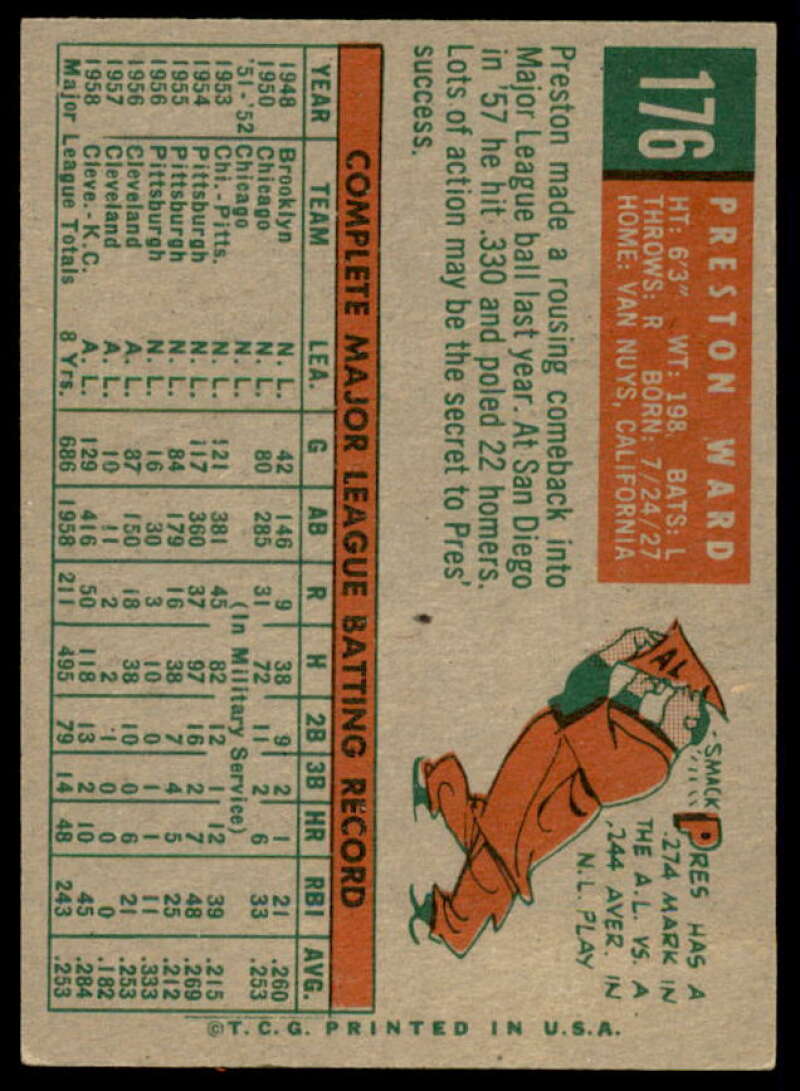 176
PRESTON WARD
HT: 6'3" WT: 198 BATS: L
THROWS: R BORN: 7/24/27
HOME: VAN NUYS, CALIFORNIA
Preston made a rousing comeback into
Major League ball last year. At San Diego
in '57 he hit .330 and poled 22 homers.
Lots of action may be the secret to Pres'
success.
AL
SMACK
PRES HAS A
.274 MARK IN
THE A.L. VS. A
.244 AVER. IN
N.L. PLAY
COMPLETE MAJOR LEAGUE BATTING RECORD
YEAR TEAM LEA. G AB R H 2B 3B HR RBI AVG.
1948 Brooklyn N.L. 42 146 9 38 9 2 1 21 .260
1950 Chicago N.L. 80 285 31 72 11 2 6 33 .253
'51-'52 Chicago N.L. (In Military Service)
1953 Chi.-Pitts. N.L. 121 381 45 82 12 1 12 39 .215
1954 Pittsburgh N.L. 117 360 37 97 16 2 7 48 .269
1955 Pittsburgh N.L. 84 179 16 38 7 4 5 25 .212
1956 Pittsburgh N.L. 16 30 3 10 0 1 1 11 .333
1956 Cleveland A.L. 87 150 18 38 10 0 6 21 .253
1957 Cleveland A.L. 10 11 2 2 1 0 0 0 .182
1958 Cleve.-K.C. A.L. 129 416 50 118 13 2 10 45 .284
Major League Totals 8 Yrs. 686 1958 211 495 79 14 48 243 .253
©T.C.G. PRINTED IN U.S.A.